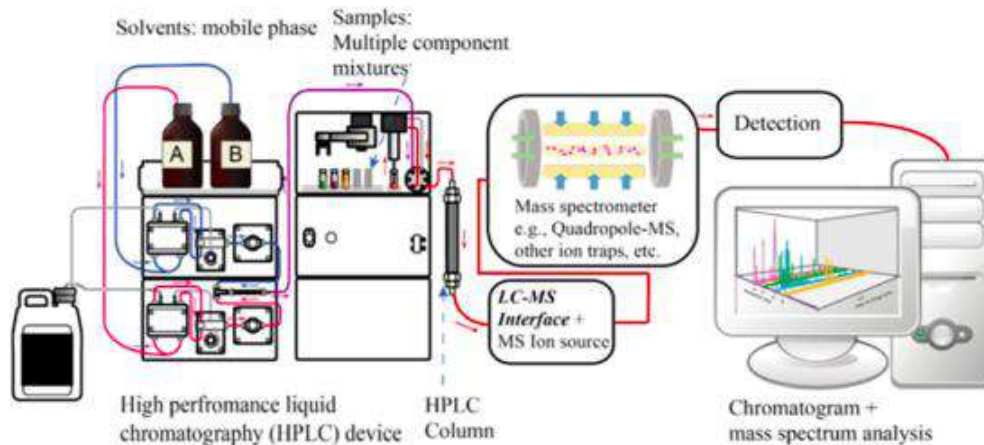 Solvents: mobile phase
Samples:
Multiple component
mixtures
A
B
Mass spectrometer
e.g., Quadropole-MS,
other ion traps, etc.
Detection
LC-MS
Interface +
MS Ion source
High perfromance liquid
chromatography (HPLC) device
HPLC
Column
Chromatogram +
mass spectrum analysis